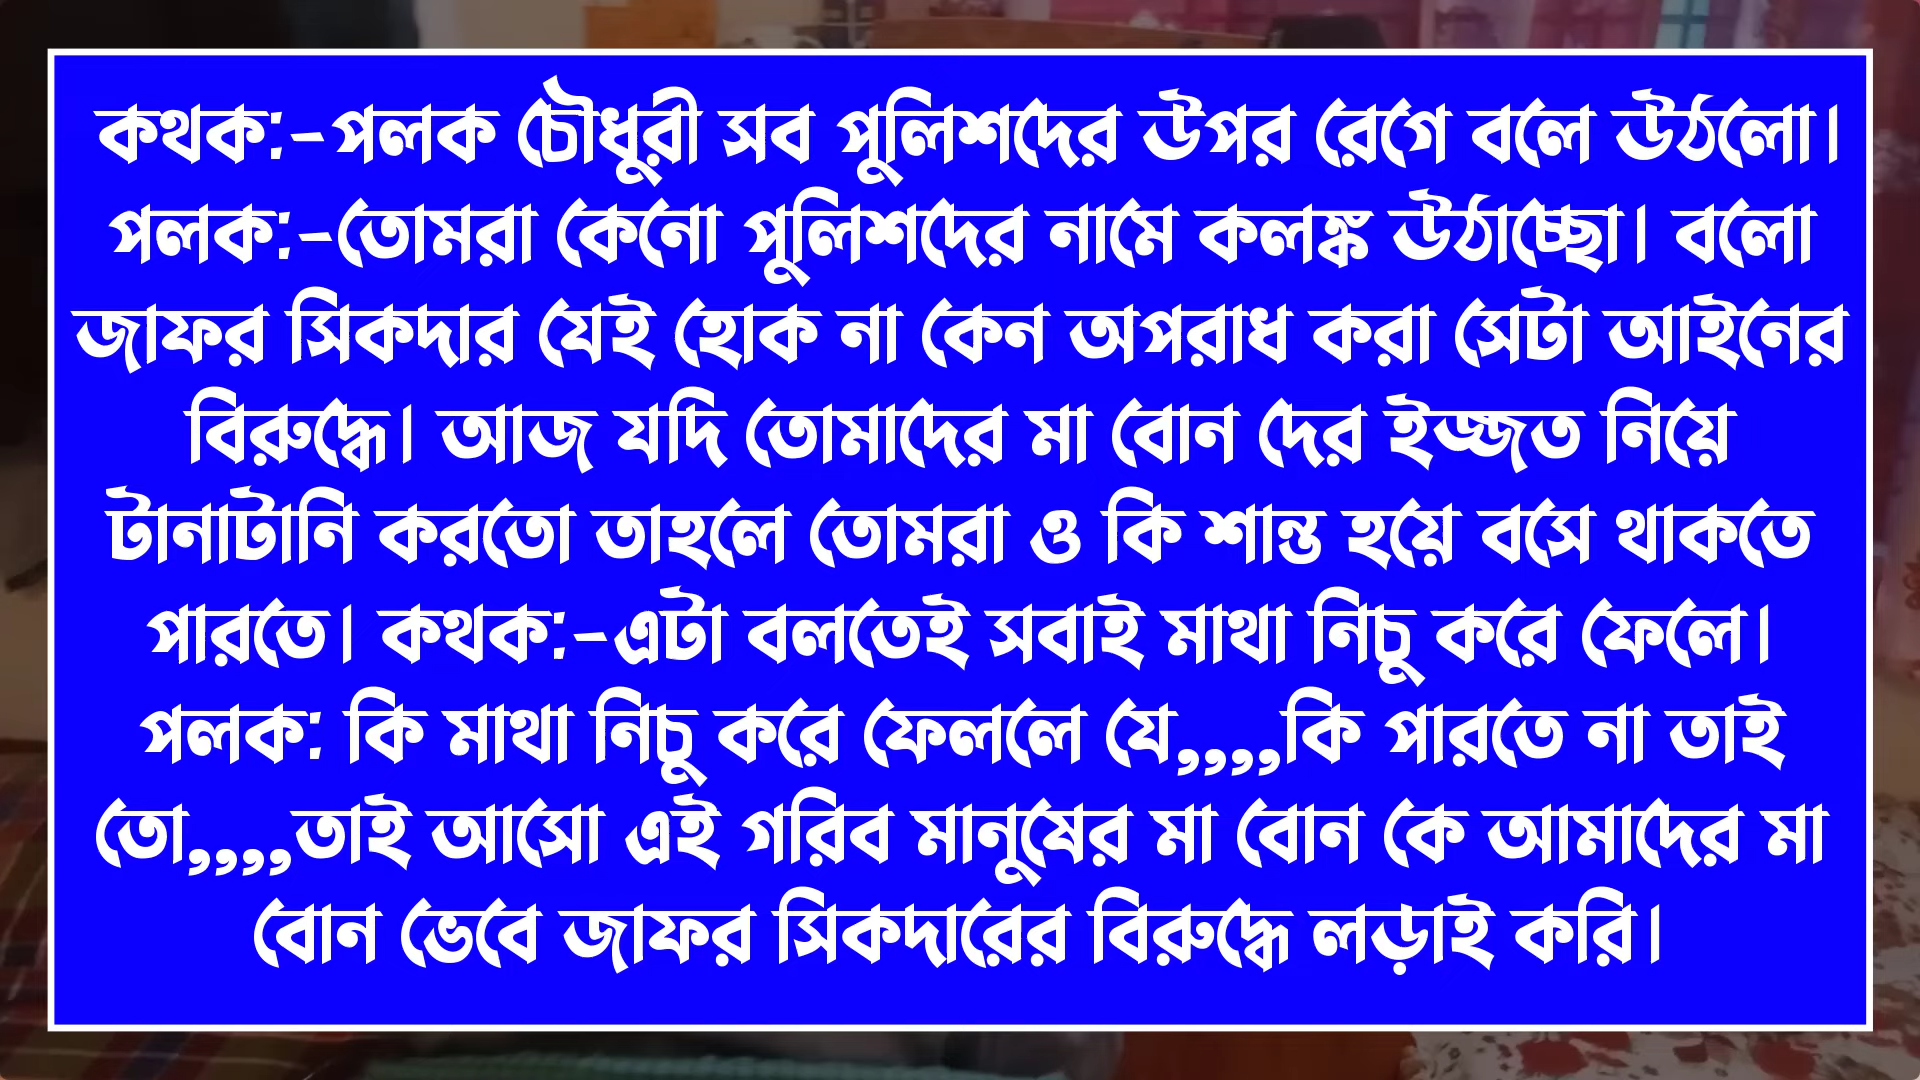 কথক:-পলক চৌধুরী সব পুলিশদের উপর রেগে বলে উঠলো।
পলক:-তোমরা কেনো পুলিশদের নামে কলঙ্ক উঠাচ্ছো। বলো
জাফর সিকদার যেই হোক না কেন অপরাধ করা সেটা আইনের
বিরুদ্ধে। আজ যদি তোমাদের মা বোন দের ইজ্জত নিয়ে
টানাটানি করতো তাহলে তোমরা ও কি শান্ত হয়ে বসে থাকতে
পারতে। কথক:-এটা বলতেই সবাই মাথা নিচু করে ফেলে।
পলক: কি মাথা নিচু করে ফেললে যে,,,,কি পারতে না তাই
তো,,,,তাই আসো এই গরিব মানুষের মা বোন কে আমাদের মা
বোন ভেবে জাফর সিকদারের বিরুদ্ধে লড়াই করি।